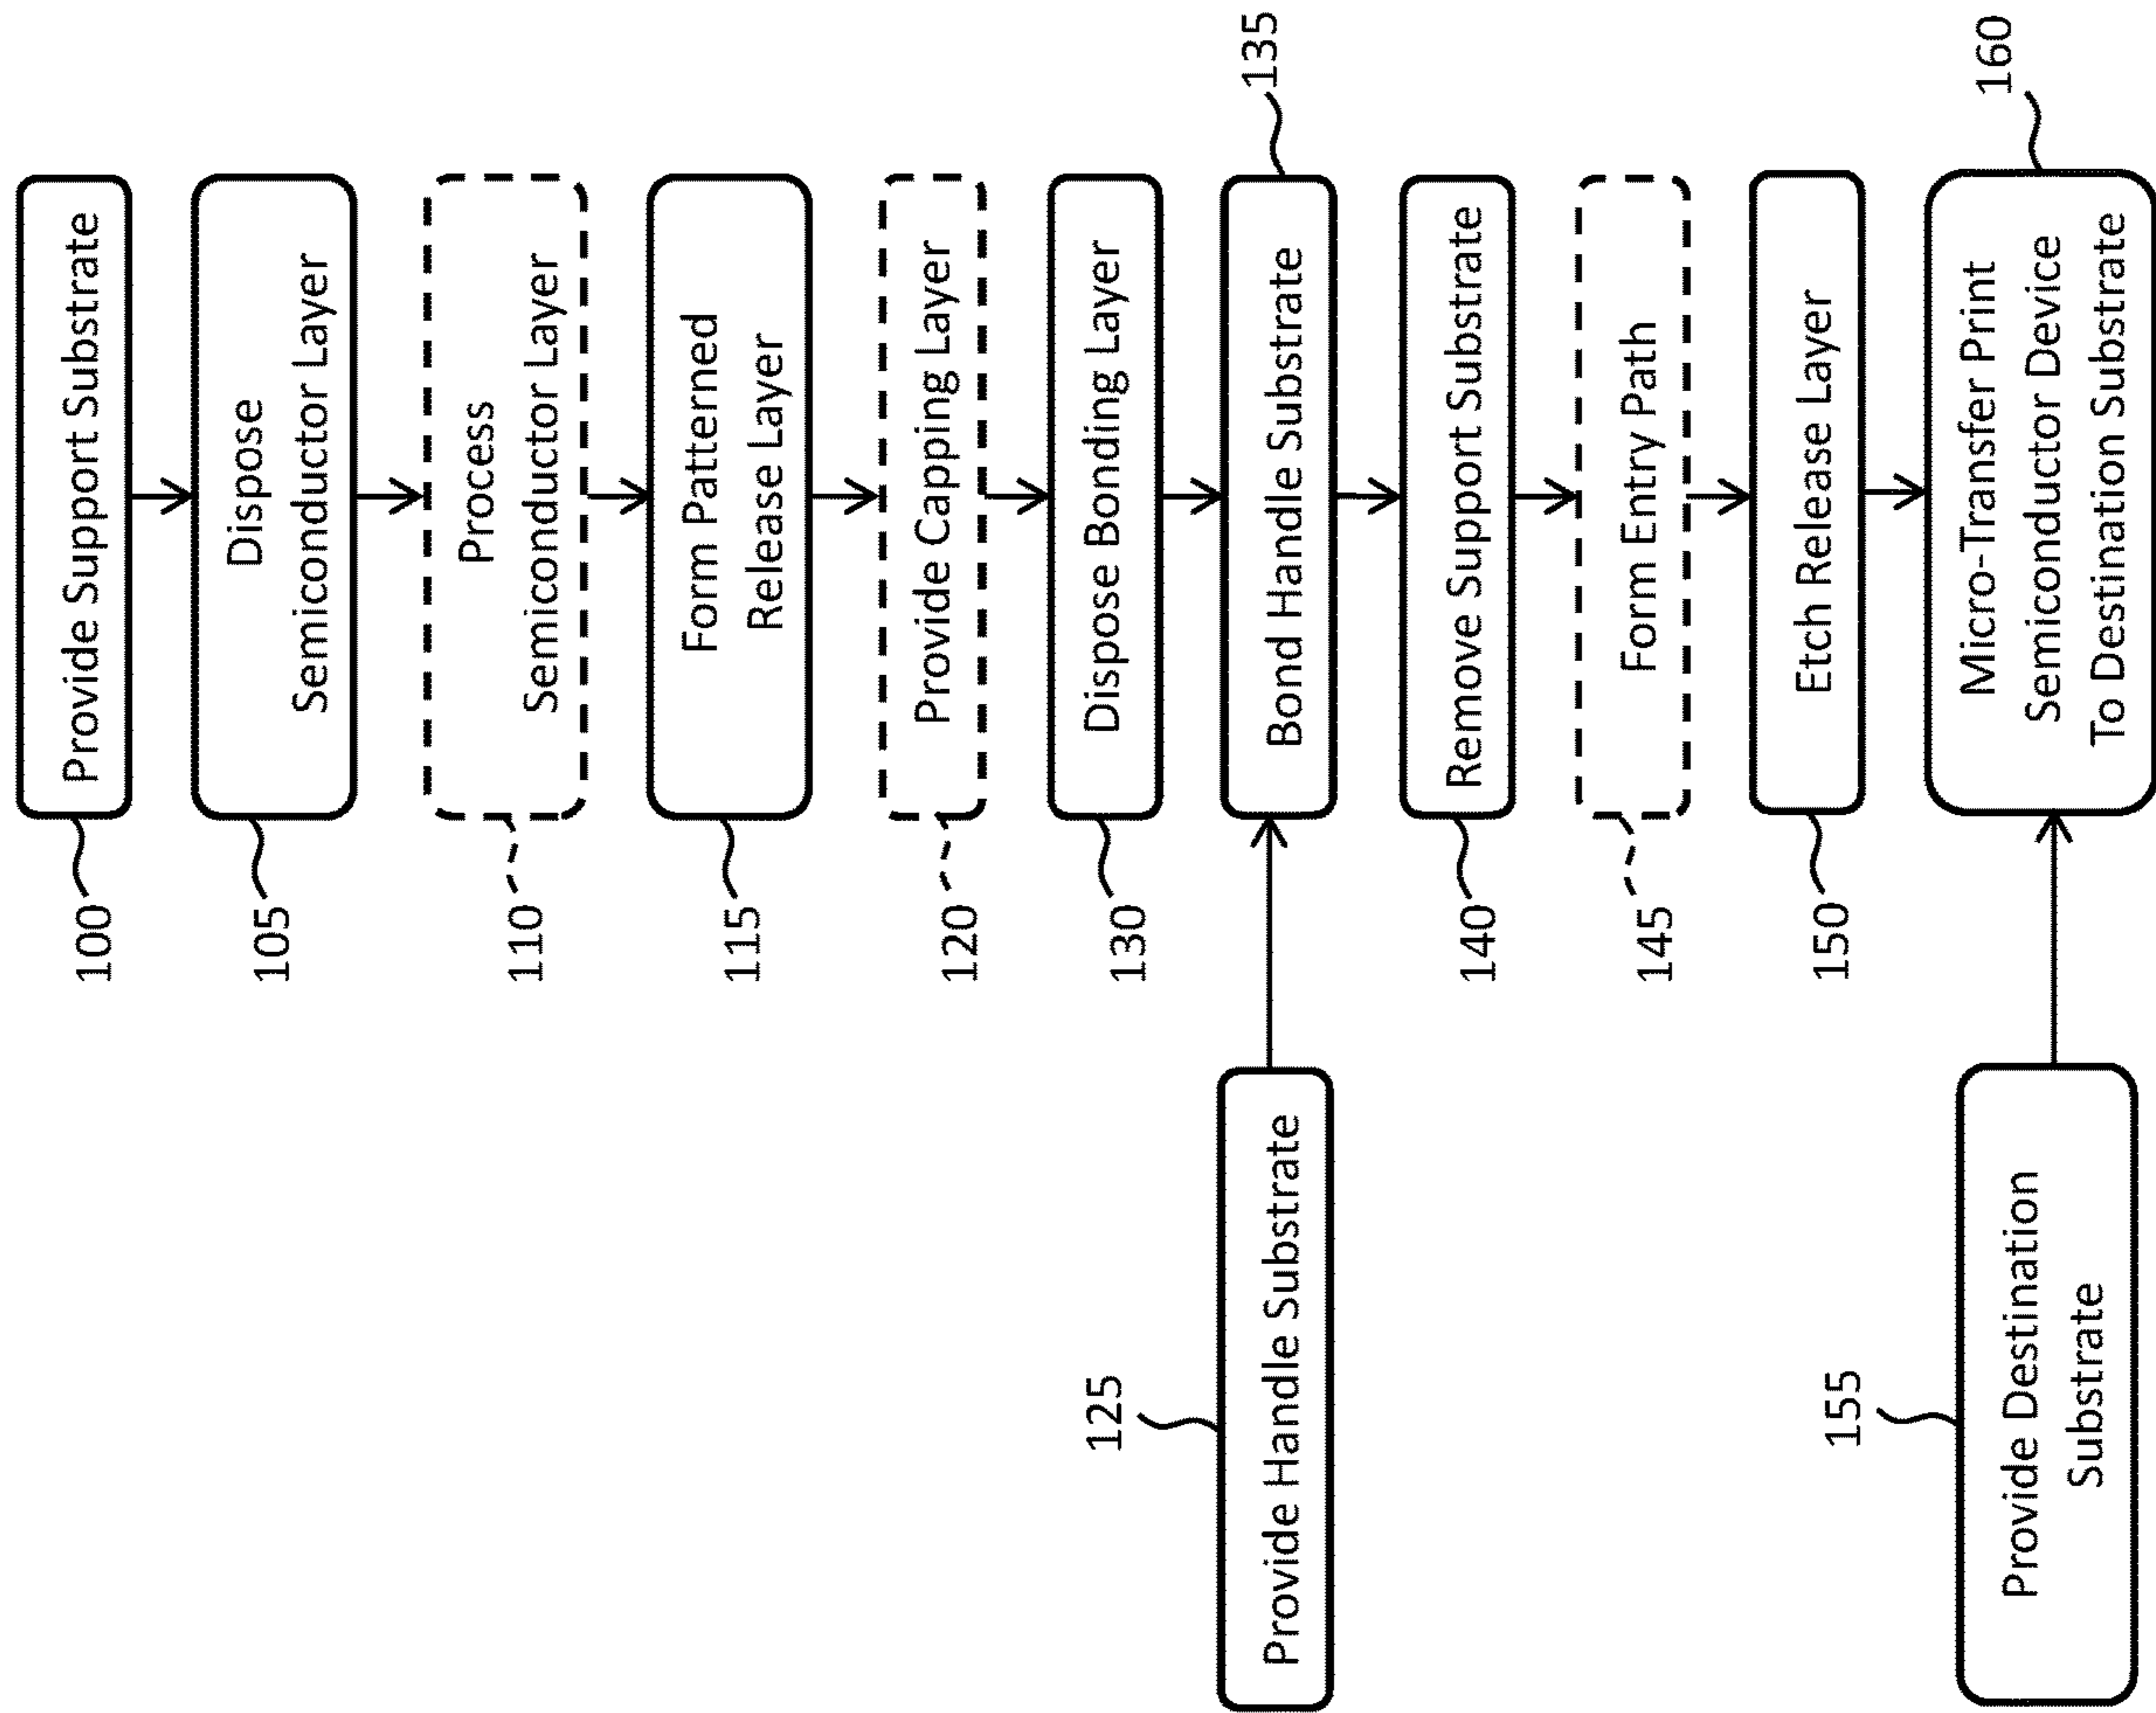 100
Provide Support Substrate
105
Dispose
Semiconductor Layer
110
Process
Semiconductor Layer
115
Form Patterned
Release Layer
120
Provide Capping Layer
130
Dispose Bonding Layer
125
Provide Handle Substrate
135
Bond Handle Substrate
140
Remove Support Substrate
145
Form Entry Path
150
Etch Release Layer
155
Provide Destination
Substrate
160
Micro-Transfer Print
Semiconductor Device
To Destination Substrate